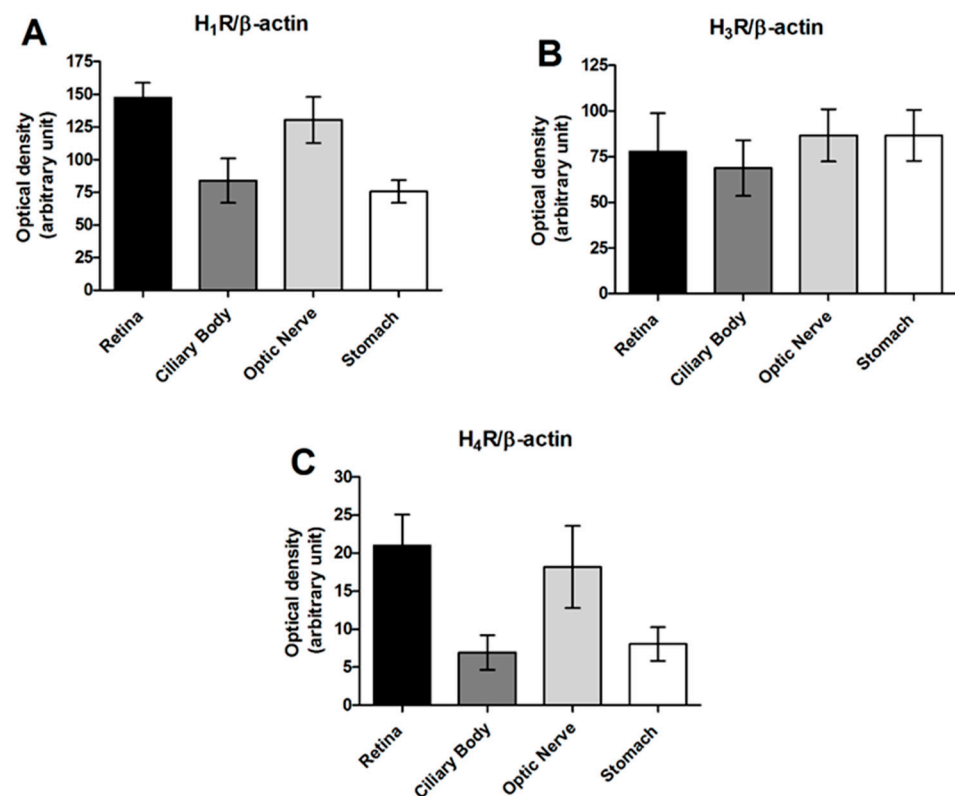 A
H₁R/β-actin
Optical density
(arbitrary unit)
175
150
125
100
75
50
25
0
Retina
Ciliary Body
Optic Nerve
Stomach
B
H₃R/β-actin
Optical density
(arbitrary unit)
125
100
75
50
25
0
Retina
Ciliary Body
Optic Nerve
Stomach
C
H₄R/β-actin
Optical density
(arbitrary unit)
30
25
20
15
10
5
0
Retina
Ciliary Body
Optic Nerve
Stomach